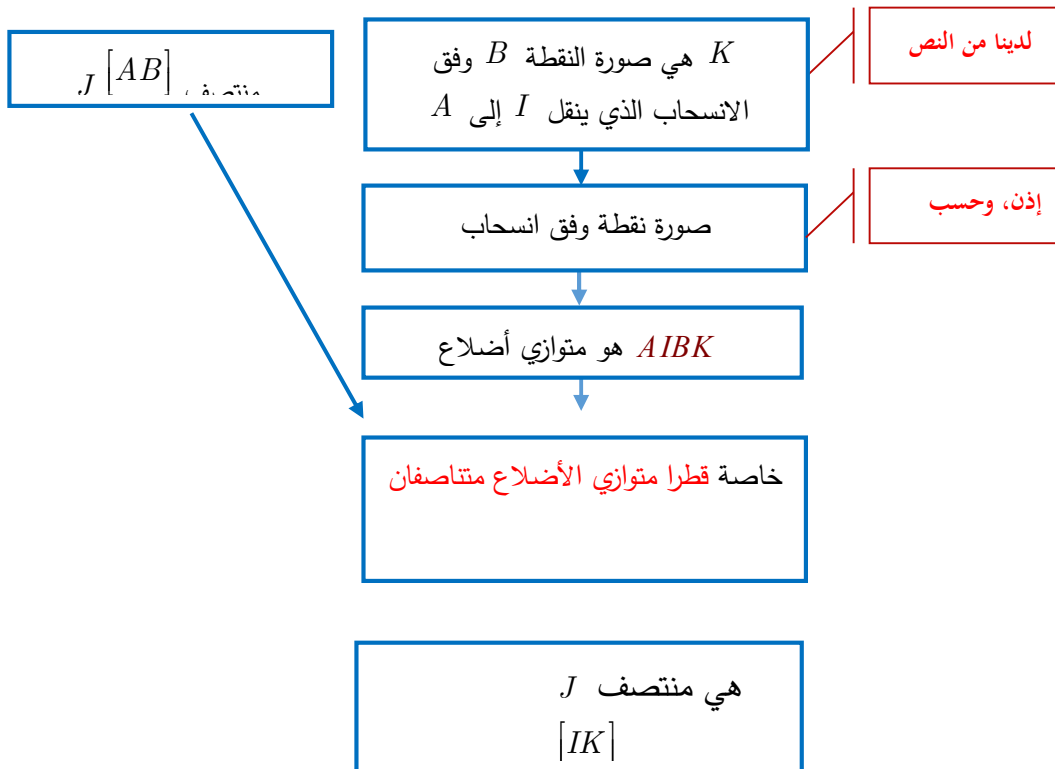 لدينا من النص
K هي صورة النقطة B وفق
الانسحاب الذي ينقل I إلى A
J منتصف [AB]
إذن، وحسب
صورة نقطة وفق انسحاب
AIBK هو متوازي أضلاع
خاصة قطرا متوازي الأضلاع متناصفان
هي منتصف J
[IK]